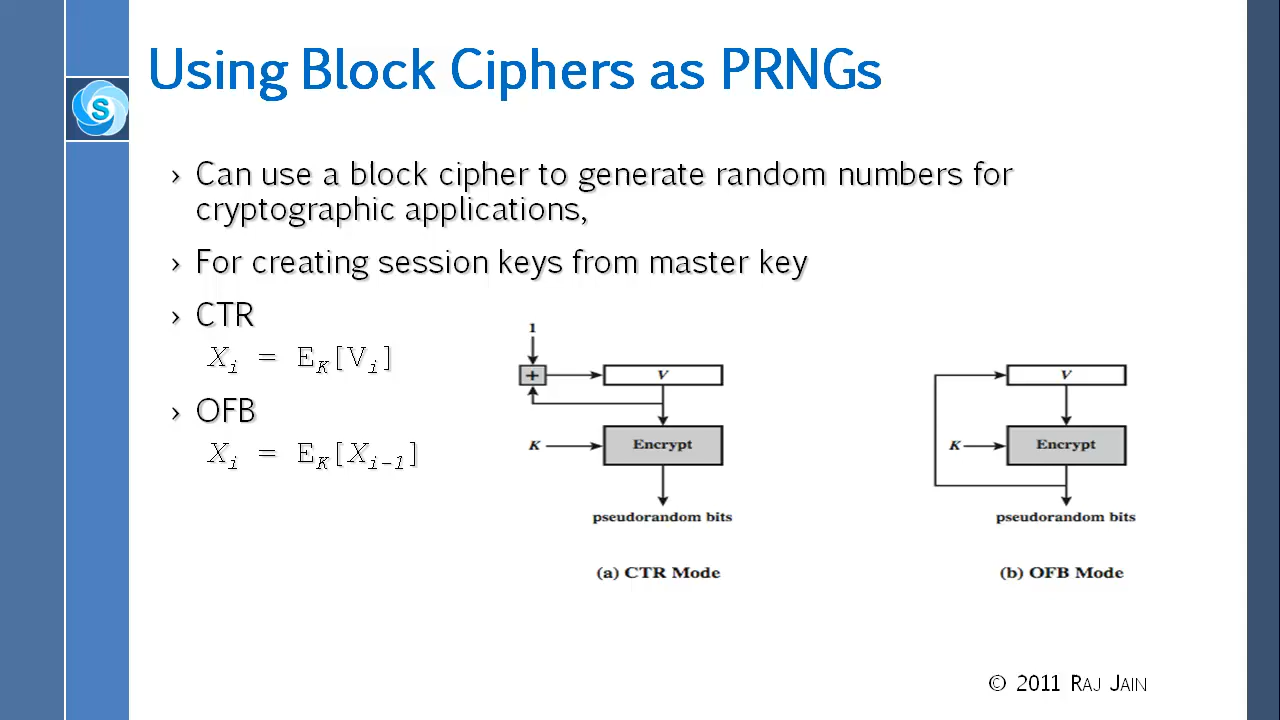 Using Block Ciphers as PRNGs
S
› Can use a block cipher to generate random numbers for
cryptographic applications,
› For creating session keys from master key
› CTR
Xi = EK[Vi]
› OFB
Xi = EK[Xi-1]
1
+
V
K
Encrypt
pseudorandom bits
(a) CTR Mode
V
K
Encrypt
pseudorandom bits
(b) OFB Mode
© 2011 RAJ JAIN